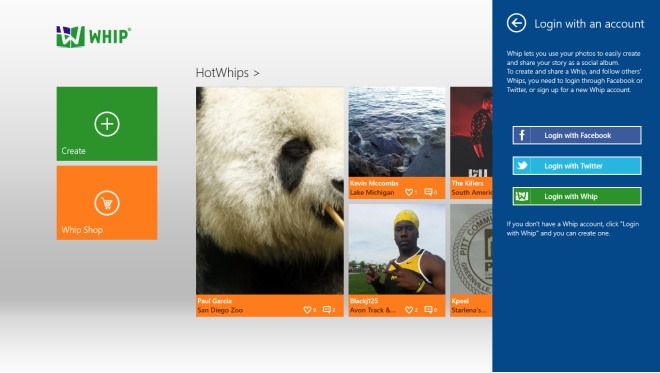 WHIP
HotWhips >
Create
Whip Shop
Paul Garcia
San Diego Zoo
2
Kevin Mccombs
Lake Michigan
1
0
Blackj125
Avon Track &...
2
0
The Killers
South Americ
Kpeel
Starlena's...
PITT COMMU
GREENVILLE
Login with an account
Whip lets you use your photos to easily create
and share your story as a social album.
To create and share a Whip, and follow others'
Whips, you need to login through Facebook or
Twitter, or sign up for a new Whip account.
Login with Facebook
Login with Twitter
Login with Whip
If you don't have a Whip account, click "Login
with Whip" and you can create one.